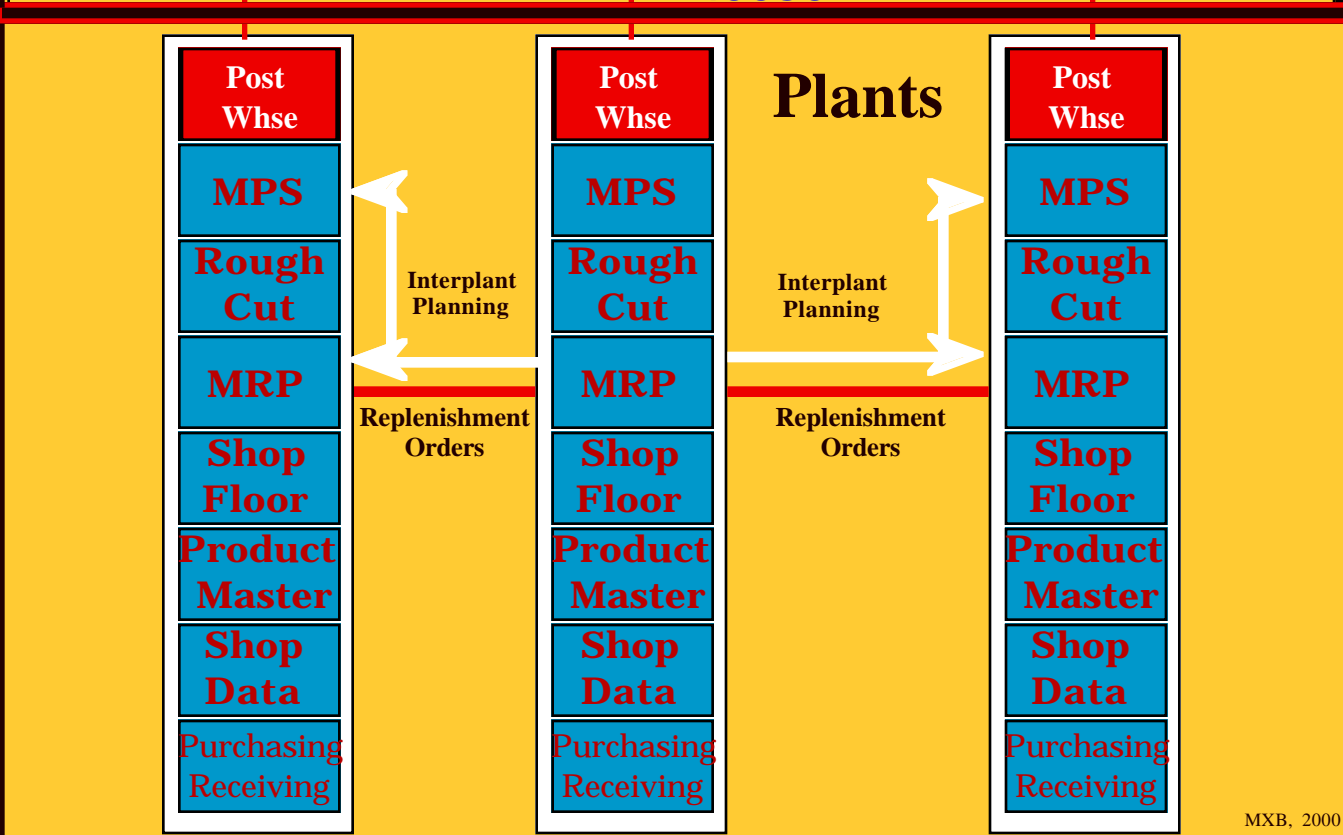 Plants
Post
Whse
MPS
Rough
Cut
MRP
Shop
Floor
Product
Master
Shop
Data
Purchasing
Receiving
Interplant
Planning
Replenishment
Orders
Post
Whse
MPS
Rough
Cut
MRP
Shop
Floor
Product
Master
Shop
Data
Purchasing
Receiving
Interplant
Planning
Replenishment
Orders
Post
Whse
MPS
Rough
Cut
MRP
Shop
Floor
Product
Master
Shop
Data
Purchasing
Receiving
MXB, 2000